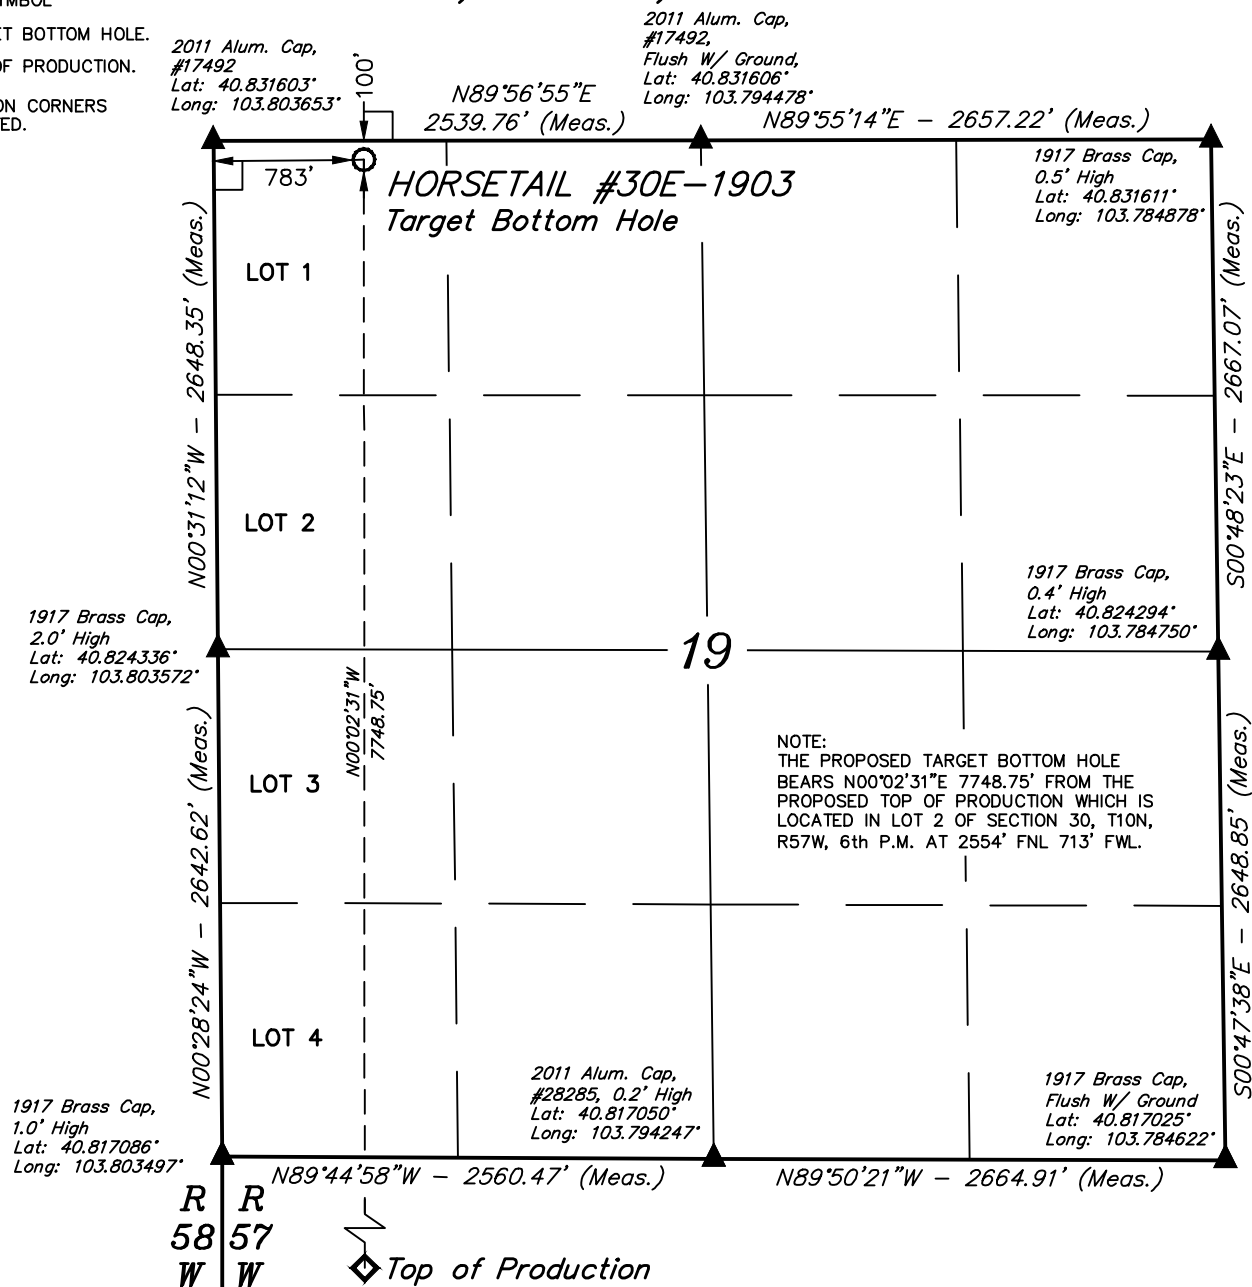 ET BOTTOM HOLE.
OF PRODUCTION.
ON CORNERS
2011 Alum. Cap,
#17492
Lat: 40.831603°
Long: 103.803653°
100'
N89°56'55"E
2539.76' (Meas.)
2011 Alum. Cap,
#17492,
Flush W/ Ground,
Lat: 40.831606°
Long: 103.794478°
N89°55'14"E - 2657.22' (Meas.)
1917 Brass Cap,
0.5' High
Lat: 40.831611°
Long: 103.784878°
783'
HORSETAIL #30E-1903
Target Bottom Hole
LOT 1
N00°31'12"W - 2648.35' (Meas.)
S00°48'23"E - 2667.07' (Meas.)
LOT 2
1917 Brass Cap,
2.0' High
Lat: 40.824336°
Long: 103.803572°
1917 Brass Cap,
0.4' High
Lat: 40.824294°
Long: 103.784750°
19
N00°02'31"W
7748.75'
NOTE:
THE PROPOSED TARGET BOTTOM HOLE
BEARS N00°02'31"E 7748.75' FROM THE
PROPOSED TOP OF PRODUCTION WHICH IS
LOCATED IN LOT 2 OF SECTION 30, T10N,
R57W, 6th P.M. AT 2554' FNL 713' FWL.
LOT 3
N00°28'24"W - 2642.62' (Meas.)
S00°47'38"E - 2648.85' (Meas.)
LOT 4
1917 Brass Cap,
1.0' High
Lat: 40.817086°
Long: 103.803497°
2011 Alum. Cap,
#28285, 0.2' High
Lat: 40.817050°
Long: 103.794247°
1917 Brass Cap,
Flush W/ Ground
Lat: 40.817025°
Long: 103.784622°
N89°44'58"W - 2560.47' (Meas.)
N89°50'21"W - 2664.91' (Meas.)
R R
58 57
W W
Top of Production